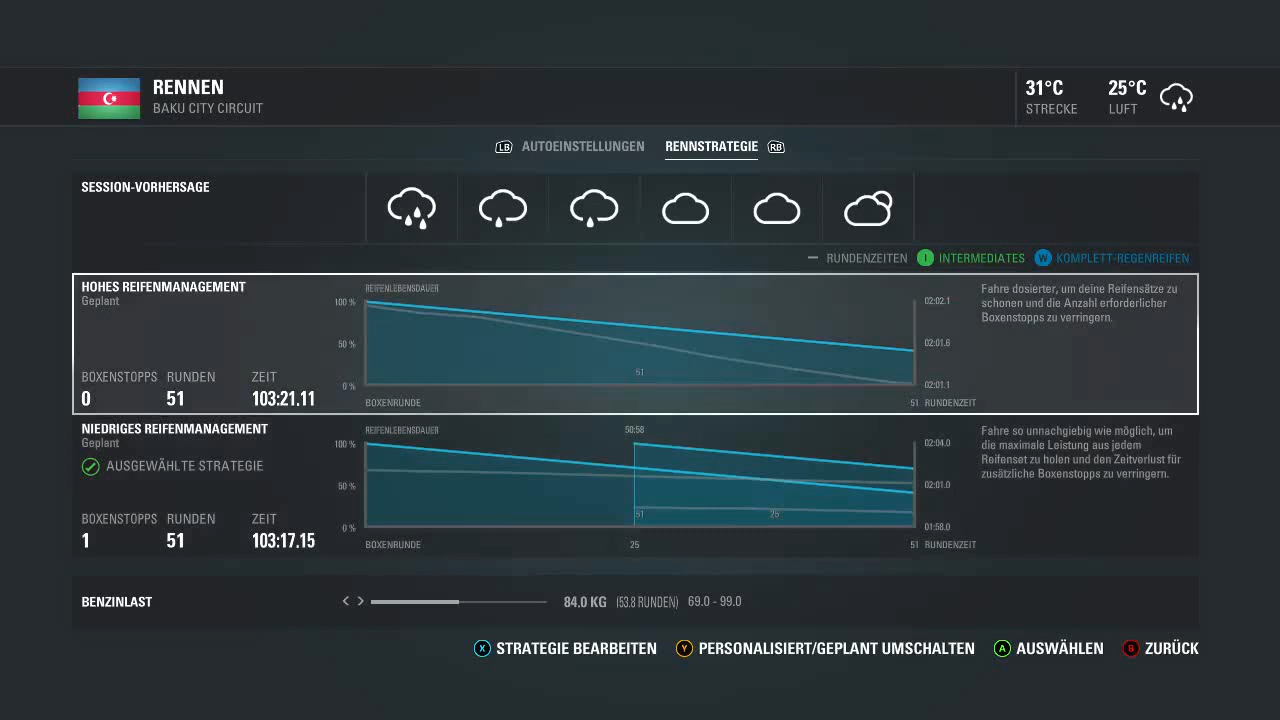 RENNEN
BAKU CITY CIRCUIT
31°C
STRECKE
25°C
LUFT
LB AUTOEINSTELLUNGEN RENNSTRATEGIE RB
SESSION-VORHERSAGE
RUNDENZEITEN I INTERMEDIATES W KOMPLETT-REGENREIFEN
HOHES REIFENMANAGEMENT
Geplant
BOXENSTOPPS RUNDEN ZEIT
0 51 103:21.11
REIFENLEBENSDAUER
100 %
50 %
0 %
51
02:02.1
02:01.6
02:01.1
BOXENRUNDE 51 RUNDENZEIT
Fahre dosierter, um deine Reifensätze zu
schonen und die Anzahl erforderlicher
Boxenstopps zu verringern.
NIEDRIGES REIFENMANAGEMENT
Geplant
AUSGEWÄHLTE STRATEGIE
BOXENSTOPPS RUNDEN ZEIT
1 51 103:17.15
REIFENLEBENSDAUER 50:58
100 %
50 %
0 %
51 25
02:04.0
02:01.0
01:58.0
BOXENRUNDE 25 51 RUNDENZEIT
Fahre so unnachgiebig wie möglich, um
die maximale Leistung aus jedem
Reifenset zu holen und den Zeitverlust für
zusätzliche Boxenstopps zu verringern.
BENZINLAST 84.0 KG (53.8 RUNDEN) 69.0 - 99.0
X STRATEGIE BEARBEITEN Y PERSONALISIERT/GEPLANT UMSCHALTEN A AUSWÄHLEN B ZURÜCK